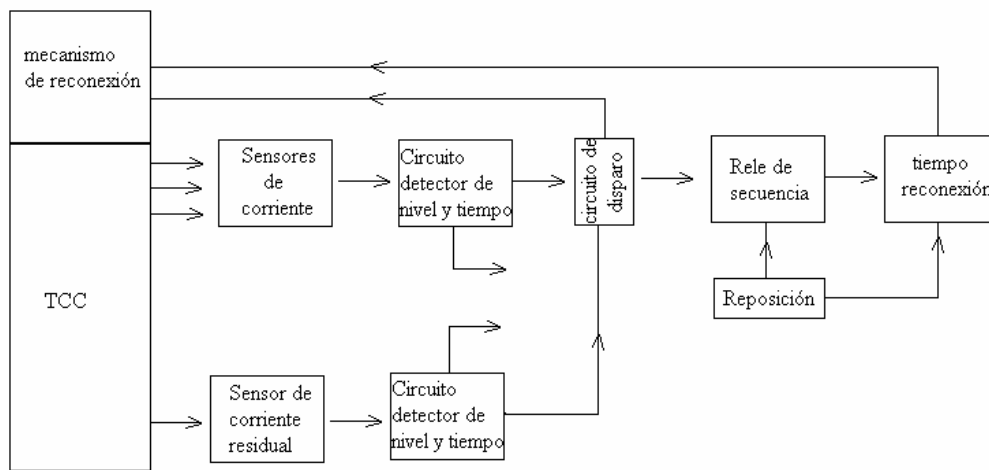 mecanismo
de reconexión
Sensores
de
corriente
Circuito
detector de
nivel y tiempo
circuito de
disparo
Rele de
secuencia
tiempo
reconexión
TCC
Reposición
Sensor de
corriente
residual
Circuito
detector de
nivel y tiempo